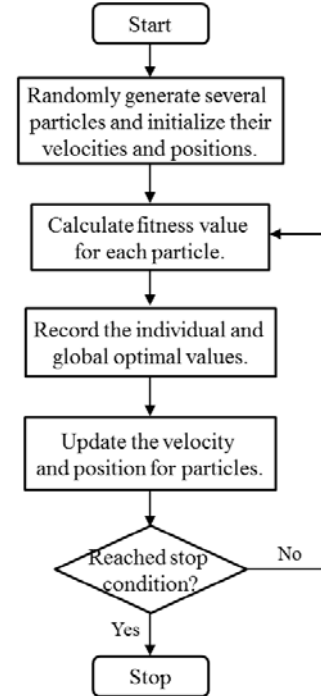 Start
Randomly generate several
particles and initialize their
velocities and positions.
Calculate fitness value
for each particle.
Record the individual and
global optimal values.
Update the velocity
and position for particles.
Reached stop
condition?
No
Yes
Stop